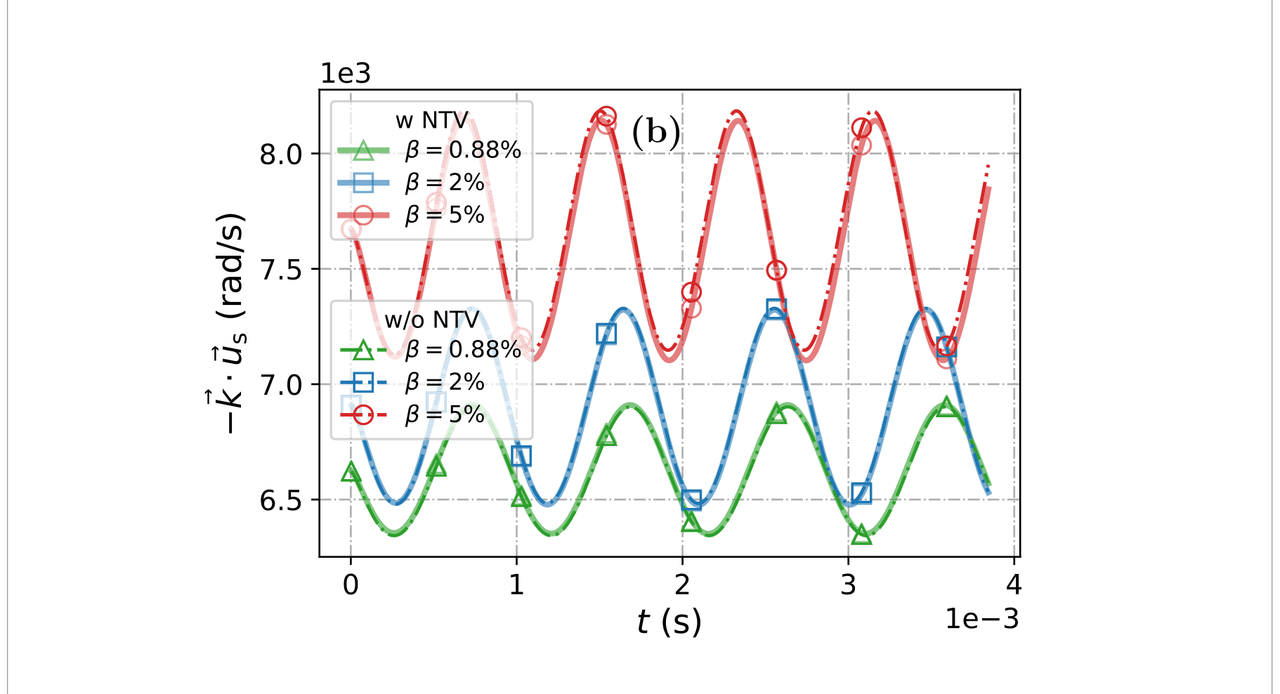 1e3
(b)
w NTV
β = 0.88%
β = 2%
β = 5%
w/o NTV
β = 0.88%
β = 2%
β = 5%
8.0
7.5
7.0
6.5
−k⃗ · u⃗ₛ (rad/s)
0 1 2 3 4
t (s)
1e−3